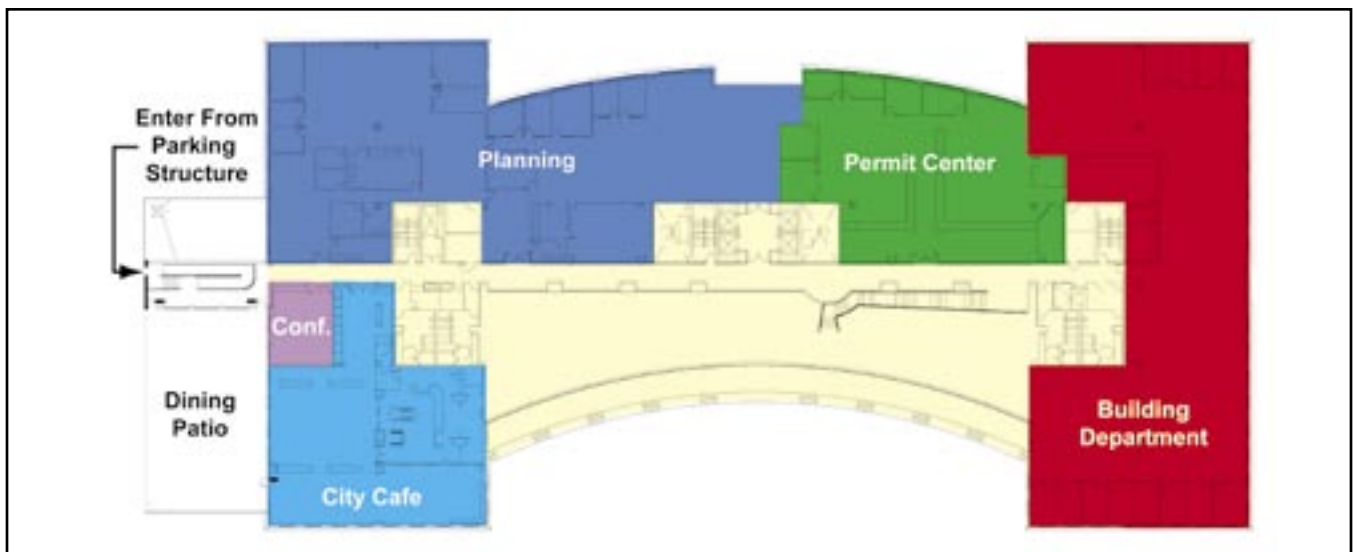 Enter From
Parking
Structure
Planning
Permit Center
Conf.
Dining
Patio
City Cafe
Building
Department